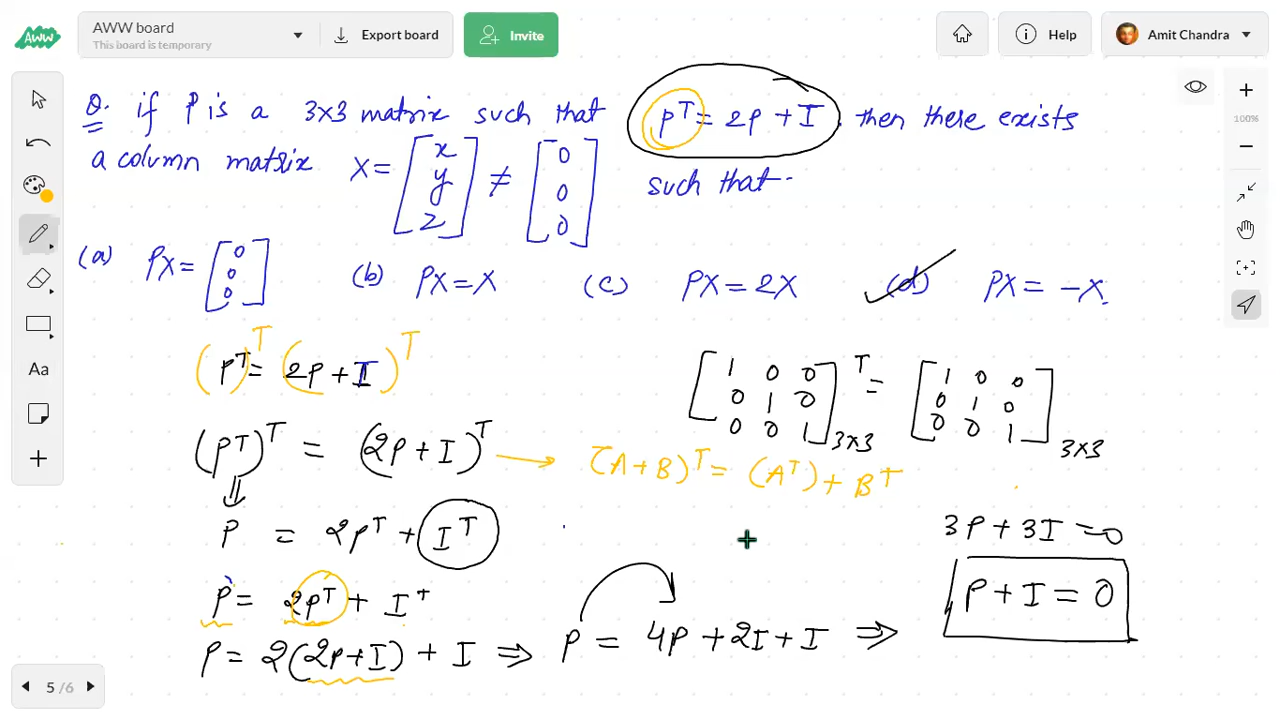 AWW
AWW board
This board is temporary
Export board
Invite
Help
Amit Chandra
100%
Q. if P is a 3x3 matrix such that P^T = 2P + I, then there exists
a column matrix X = [x y z] ≠ [0 0 0] such that.
(a) PX = [0 0 0] (b) PX = X (c) PX = 2X (d) PX = -X.
(P^T)^T = (2P + I)^T
[1 0 0
0 1 0
0 0 1]^T 3x3 = [1 0 0
0 1 0
0 0 1] 3x3
(P^T)^T = (2P + I)^T → (A+B)^T = (A^T) + B^T
P = 2P^T + I^T
3P + 3I = 0
P = 2P^T + I^T
P + I = 0
P = 2(2P+I) + I ⇒ P = 4P + 2I + I ⇒
Aa
5 /6